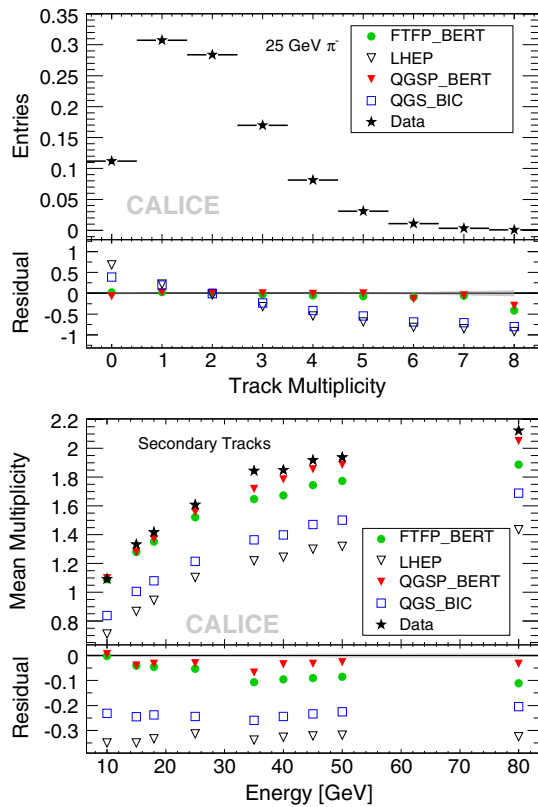 0.35
0.3
0.25
0.2
0.15
0.1
0.05
0
Entries
25 GeV π-
FTFP_BERT
LHEP
QGSP_BERT
QGS_BIC
Data
CALICE
1
0.5
0
-0.5
-1
Residual
0 1 2 3 4 5 6 7 8
Track Multiplicity
2.2
2
1.8
1.6
1.4
1.2
1
0.8
Mean Multiplicity
Secondary Tracks
FTFP_BERT
LHEP
QGSP_BERT
QGS_BIC
Data
CALICE
0
-0.1
-0.2
-0.3
Residual
10 20 30 40 50 60 70 80
Energy [GeV]